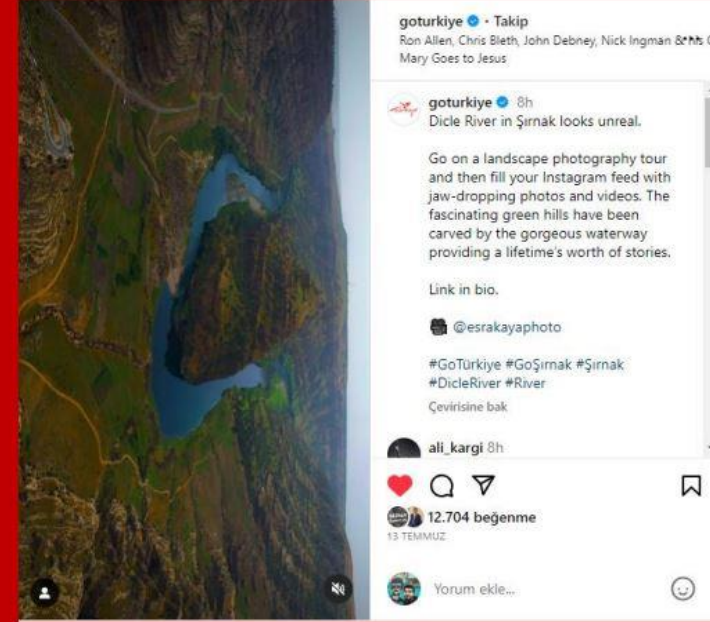 goturkiye • Takip
Ron Allen, Chris Bleth, John Debney, Nick Ingman &
Mary Goes to Jesus
goturkiye 8h
Dicle River in Şırnak looks unreal.
Go on a landscape photography tour
and then fill your Instagram feed with
jaw-dropping photos and videos. The
fascinating green hills have been
carved by the gorgeous waterway
providing a lifetime's worth of stories.
Link in bio.
@esrakayaphoto
#GoTürkiye #GoŞırnak #Şırnak
#DicleRiver #River
Çevirisine bak
ali_kargi 8h
12.704 beğenme
13 TEMMUZ
Yorum ekle...